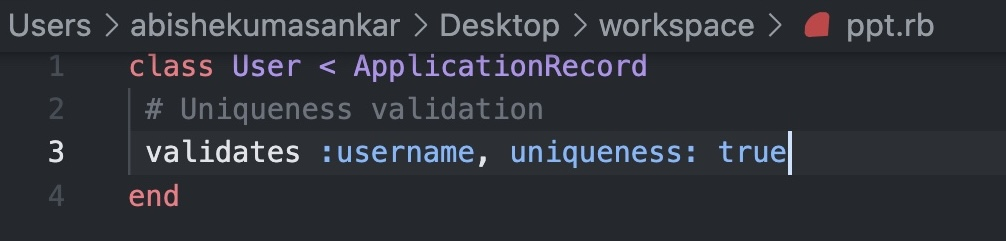 Users > abishekumasankar > Desktop > workspace > ppt.rb
1 class User < ApplicationRecord
2 # Uniqueness validation
3 validates :username, uniqueness: true
4 end